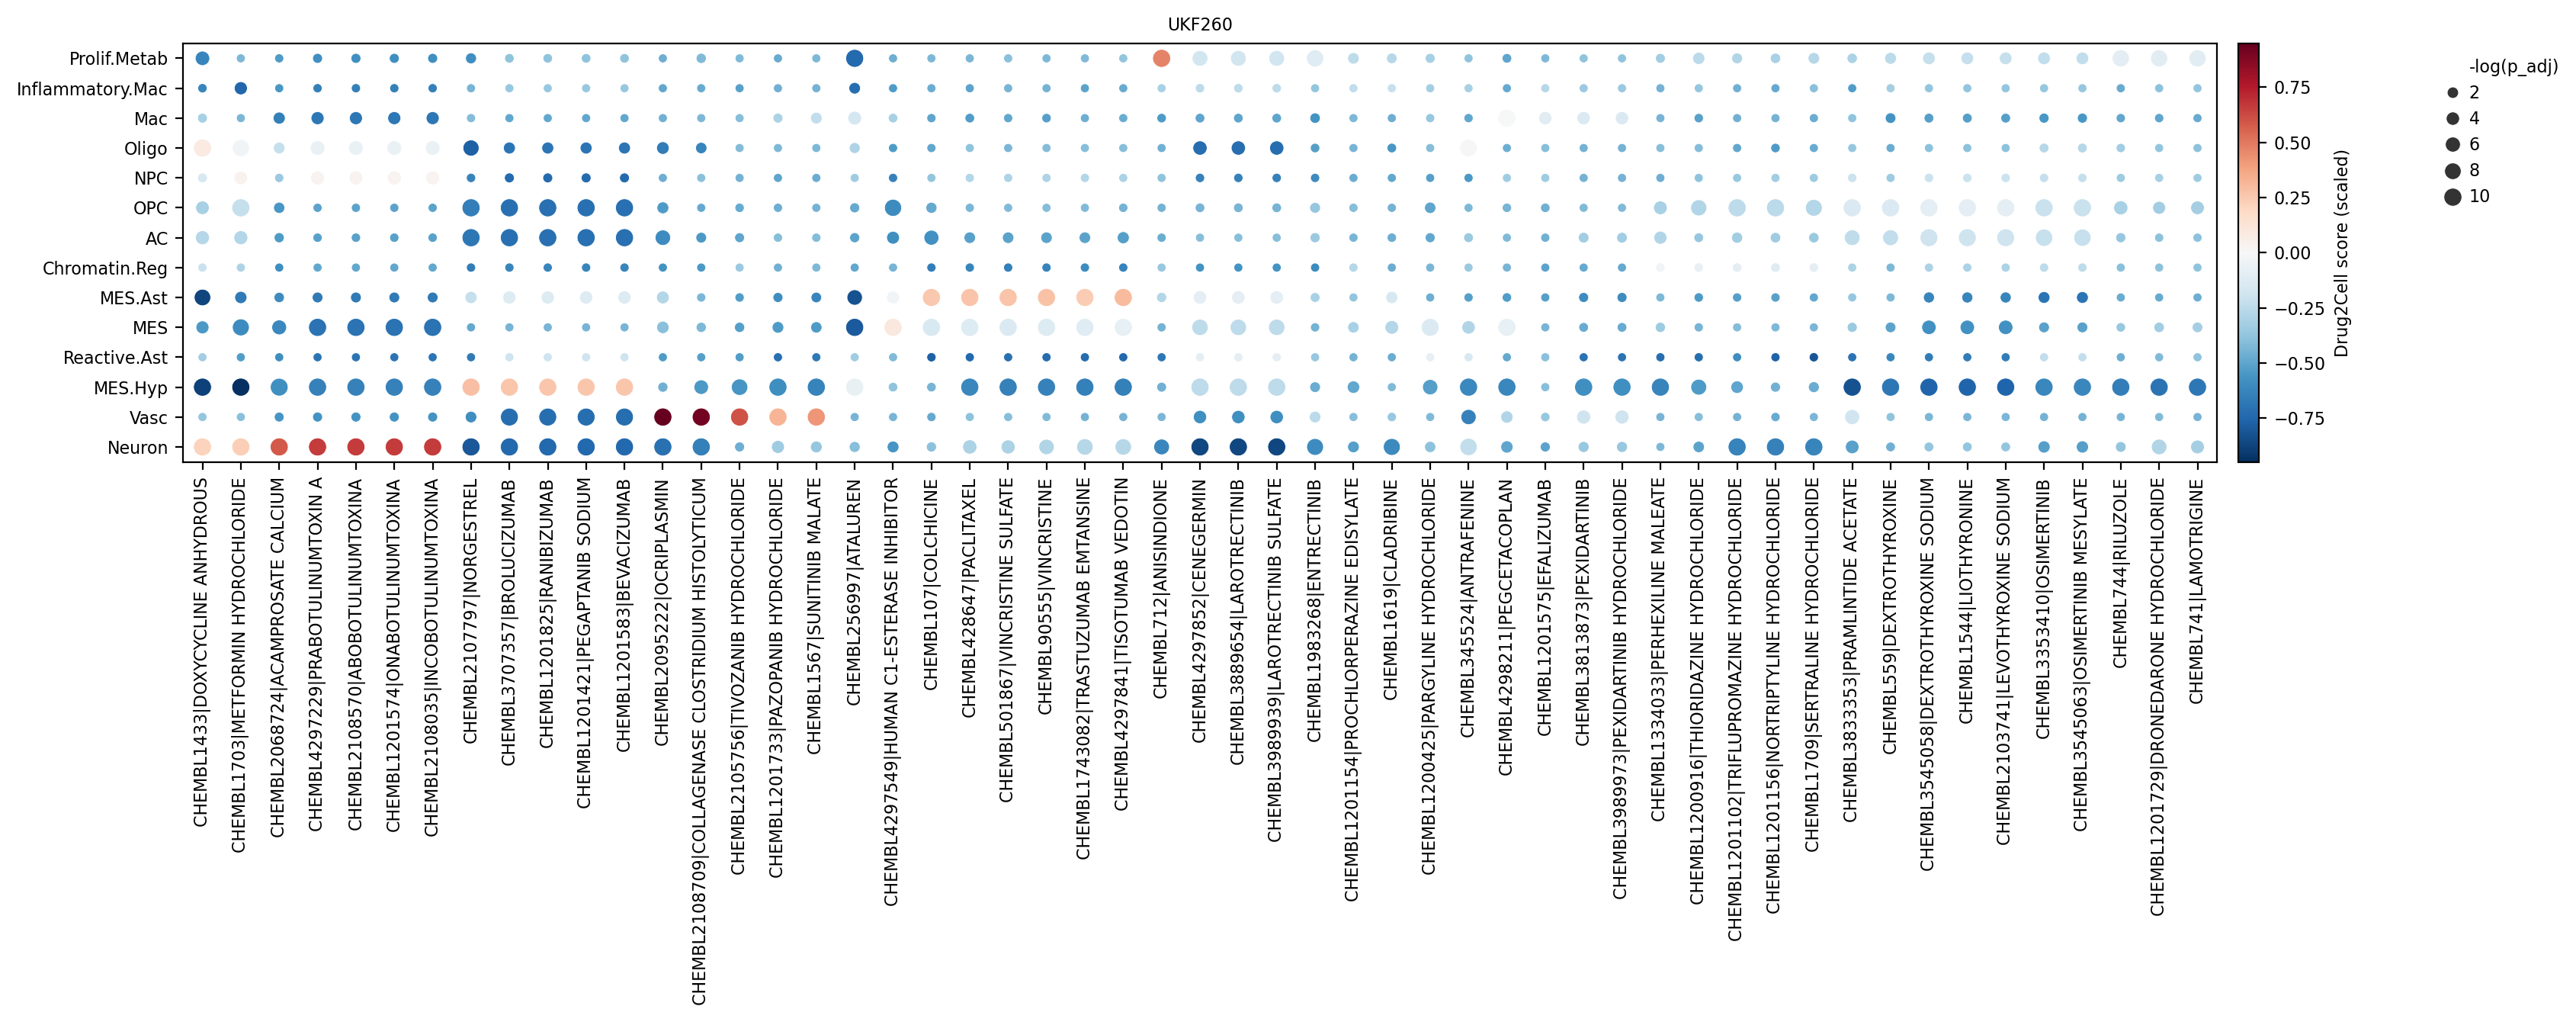 UKF260
Prolif.Metab
Inflammatory.Mac
Mac
Oligo
NPC
OPC
AC
Chromatin.Reg
MES.Ast
MES
Reactive.Ast
MES.Hyp
Vasc
Neuron
CHEMBL1433|DOXYCYCLINE ANHYDROUS
CHEMBL1703|METFORMIN HYDROCHLORIDE
CHEMBL2068724|ACAMPROSATE CALCIUM
CHEMBL4297229|PRABOTULINUMTOXIN A
CHEMBL2108570|ABOBOTULINUMTOXINA
CHEMBL1201574|ONABOTULINUMTOXINA
CHEMBL2108035|INCOBOTULINUMTOXINA
CHEMBL2107797|NORGESTREL
CHEMBL3707357|BROLUCIZUMAB
CHEMBL1201825|RANIBIZUMAB
CHEMBL1201421|PEGAPTANIB SODIUM
CHEMBL1201583|BEVACIZUMAB
CHEMBL2095222|OCRIPLASMIN
CHEMBL2108709|COLLAGENASE CLOSTRIDIUM HISTOLYTICUM
CHEMBL2105756|TIVOZANIB HYDROCHLORIDE
CHEMBL1201733|PAZOPANIB HYDROCHLORIDE
CHEMBL1567|SUNITINIB MALATE
CHEMBL256997|ATALUREN
CHEMBL4297549|HUMAN C1-ESTERASE INHIBITOR
CHEMBL107|COLCHICINE
CHEMBL428647|PACLITAXEL
CHEMBL501867|VINCRISTINE SULFATE
CHEMBL90555|VINCRISTINE
CHEMBL1743082|TRASTUZUMAB EMTANSINE
CHEMBL4297841|TISOTUMAB VEDOTIN
CHEMBL712|ANISINDIONE
CHEMBL4297852|CENEGERMIN
CHEMBL3889654|LAROTRECTINIB
CHEMBL3989939|LAROTRECTINIB SULFATE
CHEMBL1983268|ENTRECTINIB
CHEMBL1201154|PROCHLORPERAZINE EDISYLATE
CHEMBL1619|CLADRIBINE
CHEMBL1200425|PARGYLINE HYDROCHLORIDE
CHEMBL345524|ANTRAFENINE
CHEMBL4298211|PEGCETACOPLAN
CHEMBL1201575|EFALIZUMAB
CHEMBL3813873|PEXIDARTINIB
CHEMBL3989973|PEXIDARTINIB HYDROCHLORIDE
CHEMBL1334033|PERHEXILINE MALEATE
CHEMBL1200916|THIORIDAZINE HYDROCHLORIDE
CHEMBL1201102|TRIFLUPROMAZINE HYDROCHLORIDE
CHEMBL1201156|NORTRIPTYLINE HYDROCHLORIDE
CHEMBL1709|SERTRALINE HYDROCHLORIDE
CHEMBL3833353|PRAMLINTIDE ACETATE
CHEMBL559|DEXTROTHYROXINE
CHEMBL3545058|DEXTROTHYROXINE SODIUM
CHEMBL1544|LIOTHYRONINE
CHEMBL2103741|LEVOTHYROXINE SODIUM
CHEMBL3353410|OSIMERTINIB
CHEMBL3545063|OSIMERTINIB MESYLATE
CHEMBL744|RILUZOLE
CHEMBL1201729|DRONEDARONE HYDROCHLORIDE
CHEMBL741|LAMOTRIGINE
0.75
0.50
0.25
0.00
−0.25
−0.50
−0.75
Drug2Cell score (scaled)
-log(p_adj)
2
4
6
8
10